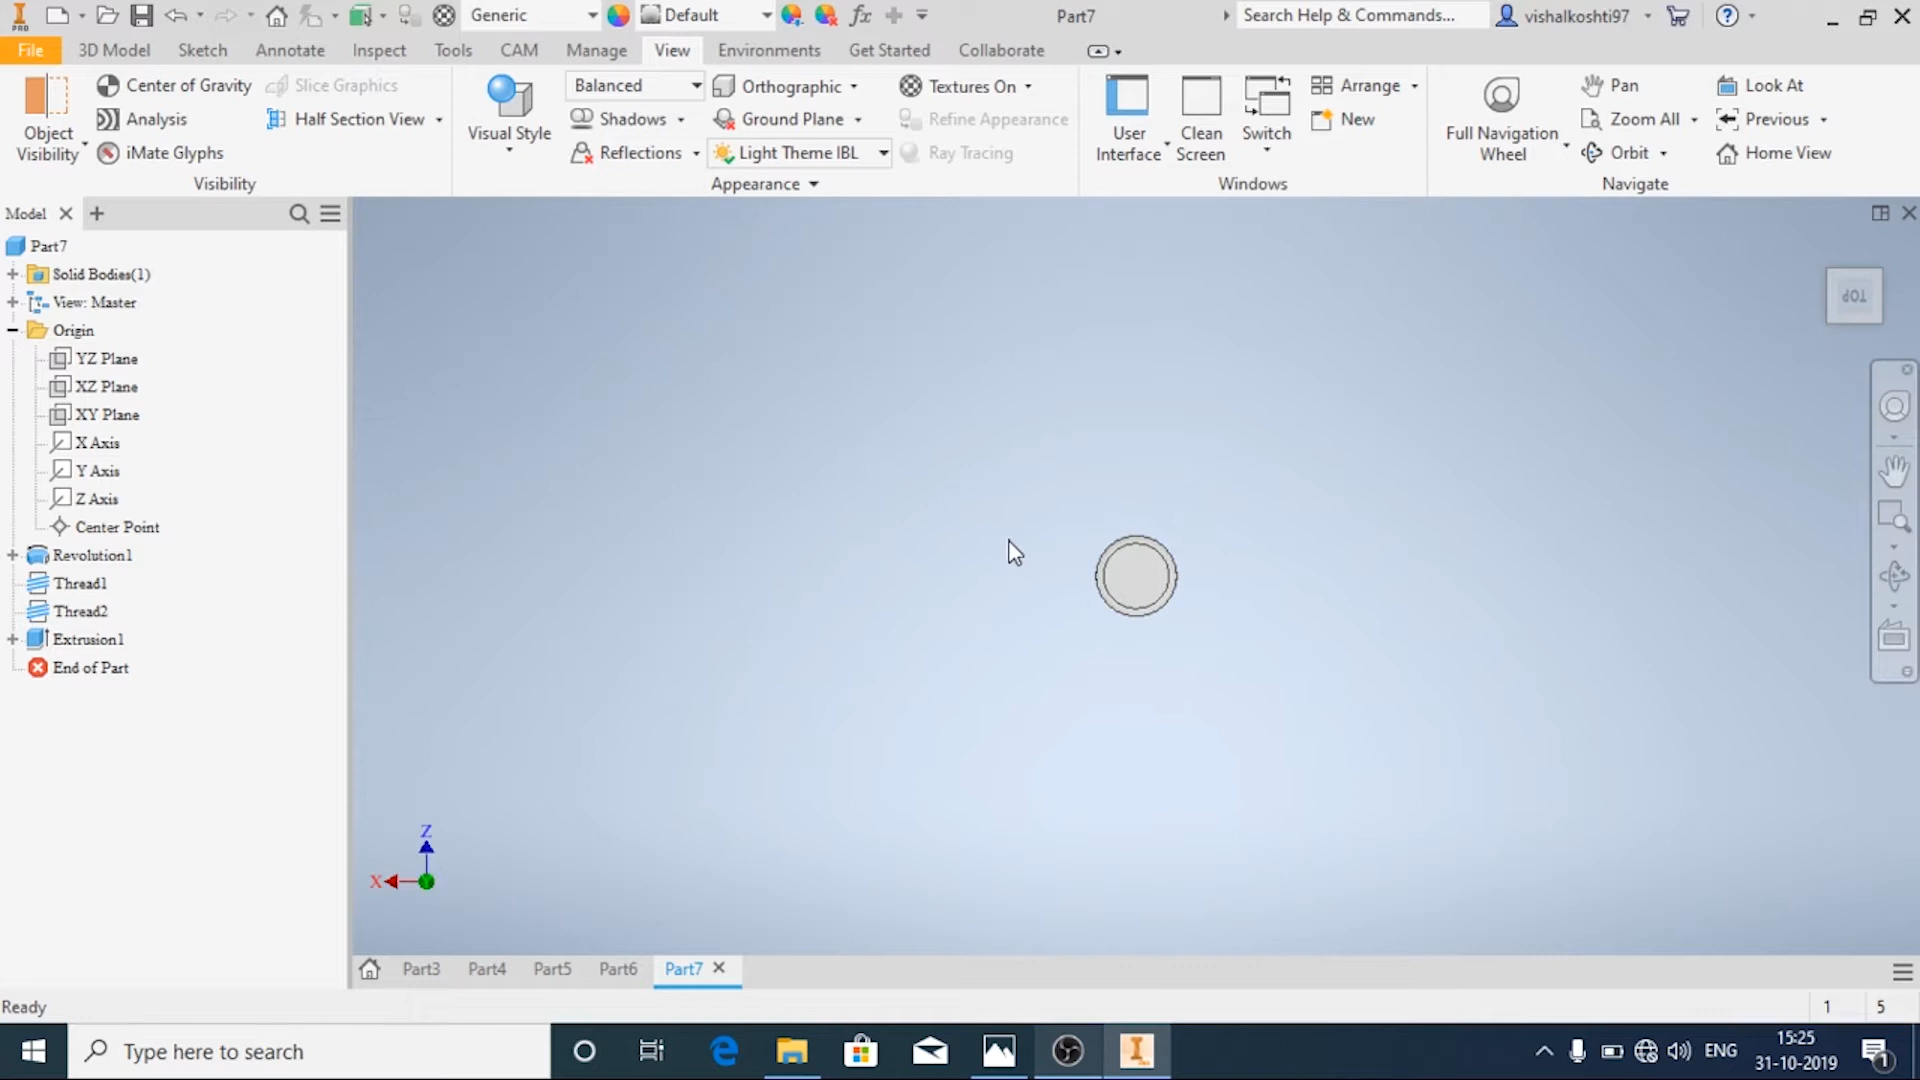 PRO Generic Default fx Part7 Search Help & Commands... vishalkoshti97 ?
File 3D Model Sketch Annotate Inspect Tools CAM Manage View Environments Get Started Collaborate
Center of Gravity Slice Graphics Balanced Orthographic Textures On Arrange Pan Look At
Object Visibility Analysis Half Section View Visual Style Shadows Ground Plane Refine Appearance User Interface Clean Screen Switch New Full Navigation Wheel Zoom All Previous
iMate Glyphs Reflections Light Theme IBL Ray Tracing Orbit Home View
Visibility Appearance Windows Navigate
Model
Part7
Solid Bodies(1)
View: Master
Origin
YZ Plane
XZ Plane
XY Plane
X Axis
Y Axis
Z Axis
Center Point
Revolution1
Thread1
Thread2
Extrusion1
End of Part
TOP
Z
X
Part3 Part4 Part5 Part6 Part7
Ready 1 5
Type here to search ENG 15:25
31-10-2019 1